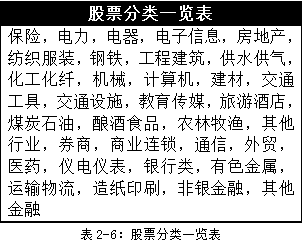 股票分类一览表
保险，电力，电器，电子信息，房地产，
纺织服装，钢铁，工程建筑，供水供气，
化工化纤，机械，计算机，建材，交通
工具，交通设施，教育传媒，旅游酒店，
煤炭石油，酿酒食品，农林牧渔，其他
行业，券商，商业连锁，通信，外贸，
医药，仪电仪表，银行类，有色金属，
运输物流，造纸印刷，非银金融，其他
金融
表 2-6：股票分类一览表